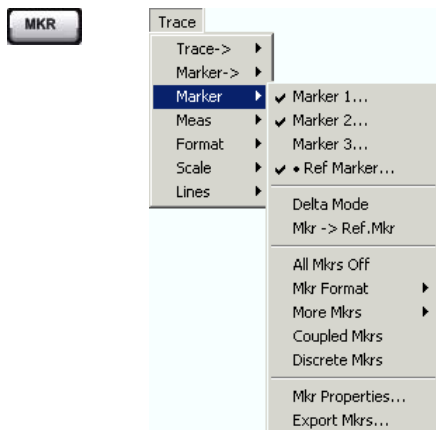 MKR
Trace
Trace->
Marker->
Marker
Meas
Format
Scale
Lines
Marker 1...
Marker 2...
Marker 3...
• Ref Marker...
Delta Mode
Mkr -> Ref.Mkr
All Mkrs Off
Mkr Format
More Mkrs
Coupled Mkrs
Discrete Mkrs
Mkr Properties...
Export Mkrs...